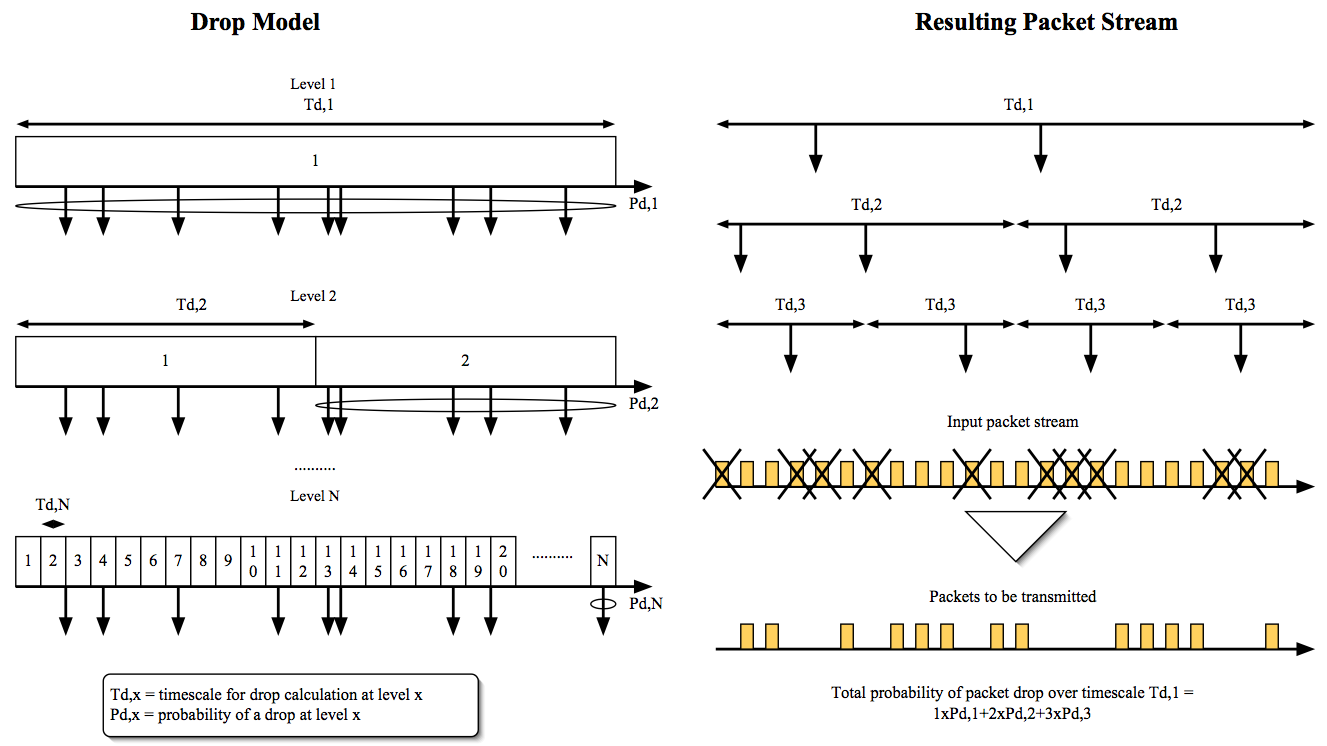 Drop Model
Level 1
Td,1
1
Pd,1
Level 2
Td,2
1 2
Pd,2
..........
Level N
Td,N
1 2 3 4 5 6 7 8 9 10 11 12 13 14 15 16 17 18 19 20 .......... N
Pd,N
Td,x = timescale for drop calculation at level x
Pd,x = probability of a drop at level x
Resulting Packet Stream
Td,1
Td,2 Td,2
Td,3 Td,3 Td,3 Td,3
Input packet stream
Packets to be transmitted
Total probability of packet drop over timescale Td,1 =
1xPd,1+2xPd,2+3xPd,3